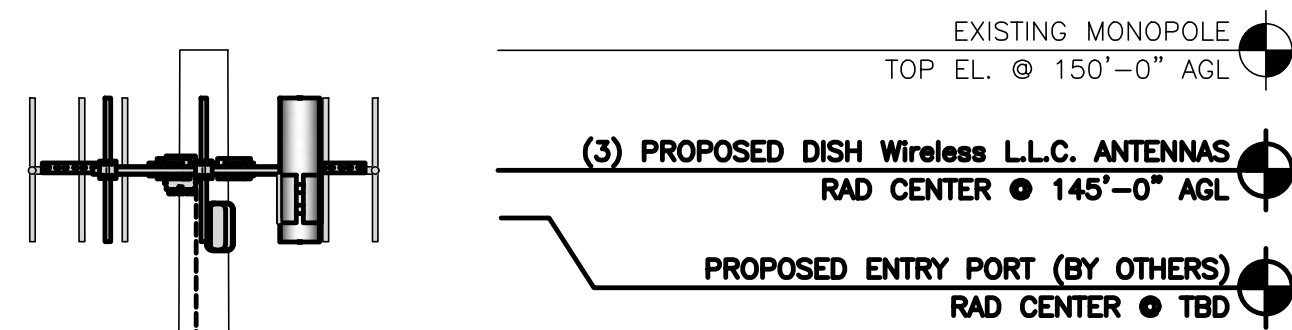 EXISTING MONOPOLE
TOP EL. @ 150'-0" AGL
(3) PROPOSED DISH Wireless L.L.C. ANTENNAS
RAD CENTER @ 145'-0" AGL
PROPOSED ENTRY PORT (BY OTHERS)
RAD CENTER @ TBD